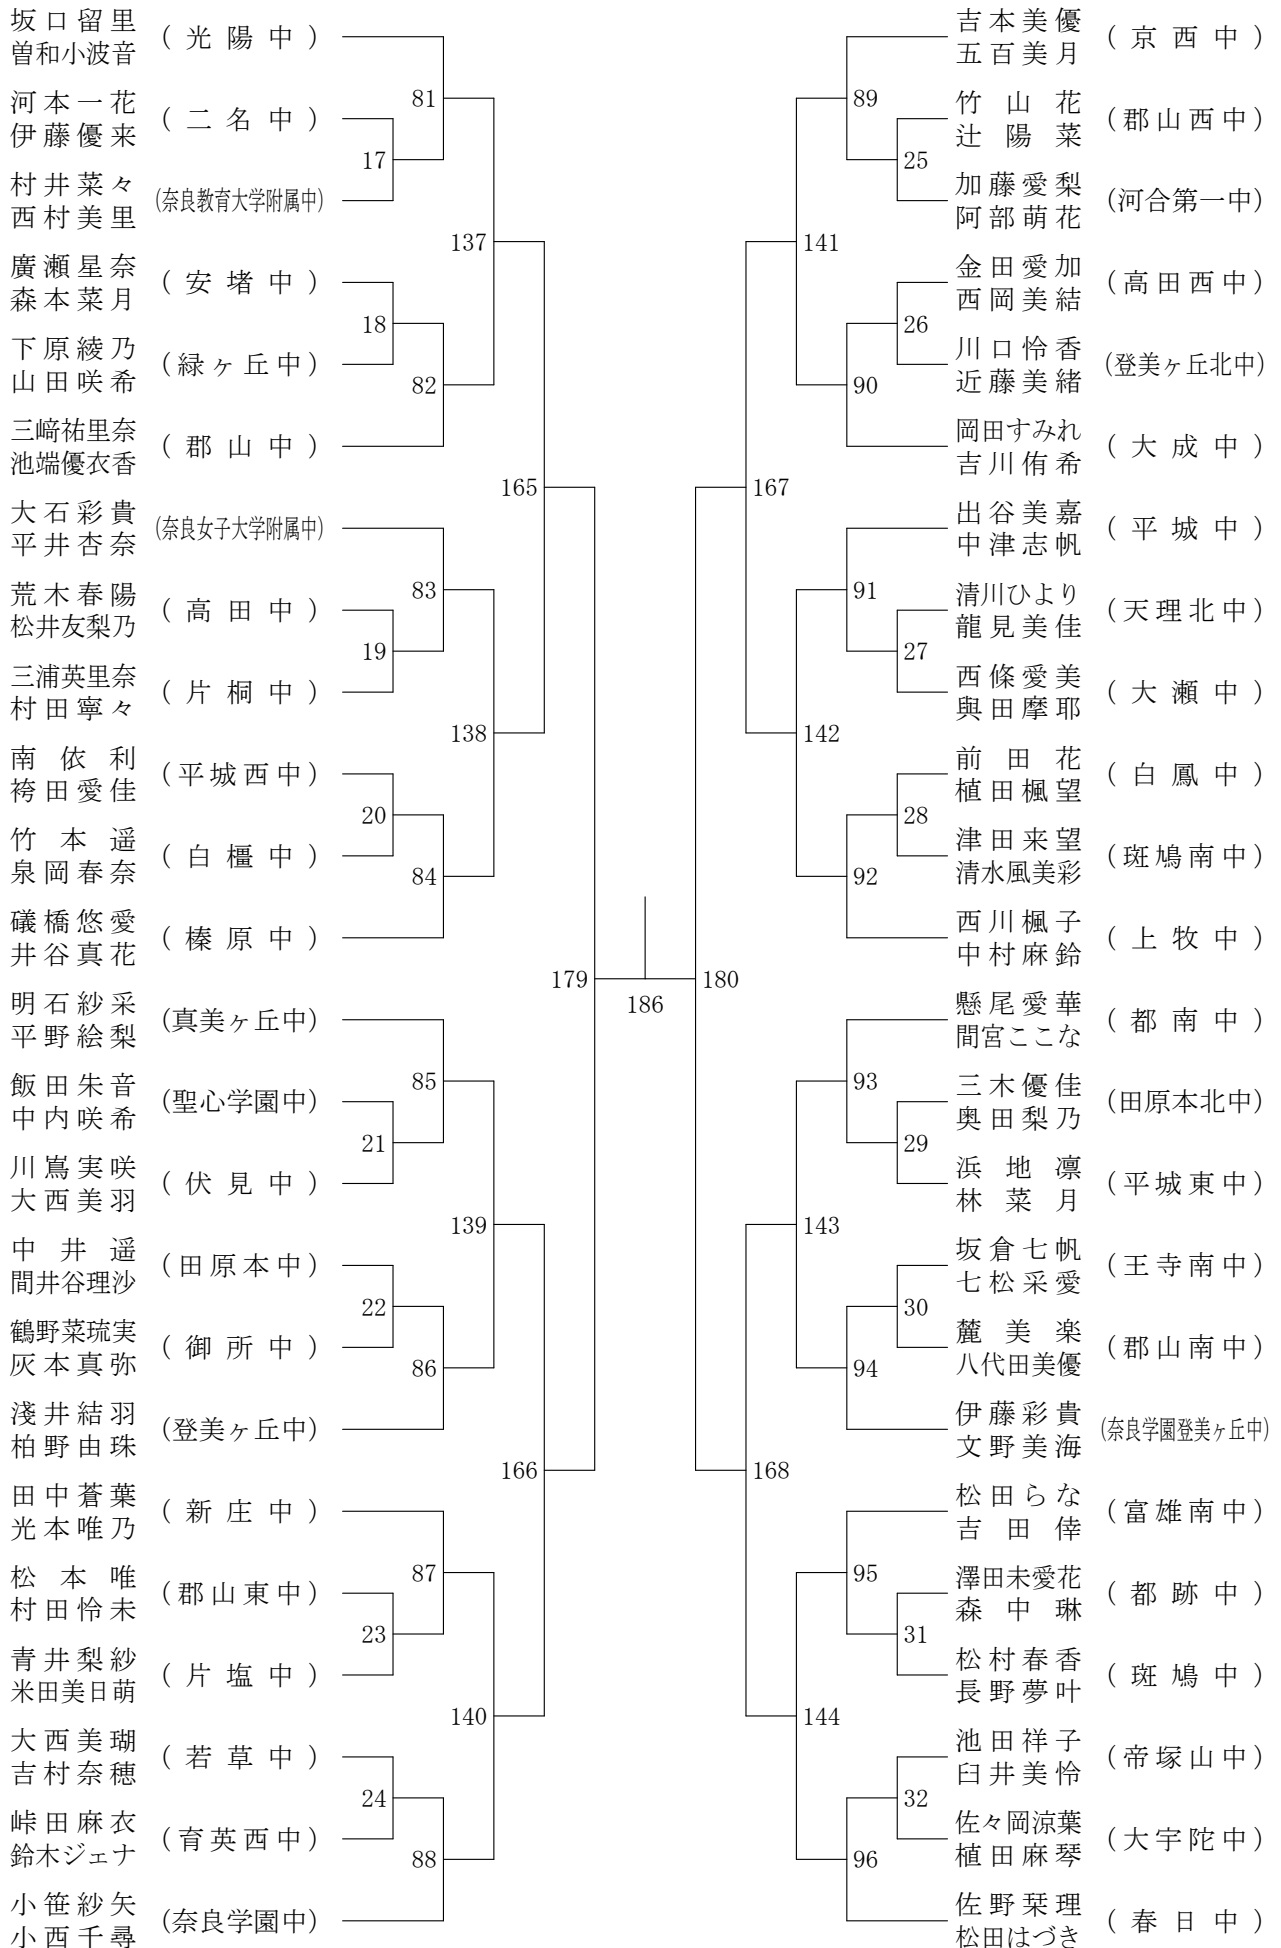 坂口留里
曽和小波音
(光陽中)
81
河本一花
伊藤優来
(二名中)
17
村井菜々
西村美里
(奈良教育大学附属中)
137
廣瀬星奈
森本菜月
(安堵中)
18
下原綾乃
山田咲希
(緑ヶ丘中)
82
三﨑祐里奈
池端優衣香
(郡山中)
165
大石彩貴
平井杏奈
(奈良女子大学附属中)
83
荒木春陽
松井友梨乃
(高田中)
19
三浦英里奈
村田寧々
(片桐中)
138
南依利
袴田愛佳
(平城西中)
20
竹本遥
泉岡春奈
(白橿中)
84
礒橋悠愛
井谷真花
(榛原中)
179
明石紗采
平野絵梨
(真美ヶ丘中)
85
飯田朱音
中内咲希
(聖心学園中)
21
川嶌実咲
大西美羽
(伏見中)
139
中井遥
間井谷理沙
(田原本中)
22
鶴野菜琉実
灰本真弥
(御所中)
86
淺井結羽
柏野由珠
(登美ヶ丘中)
166
田中蒼葉
光本唯乃
(新庄中)
87
松本唯
村田怜未
(郡山東中)
23
青井梨紗
米田美日萌
(片塩中)
140
大西美瑚
吉村奈穂
(若草中)
24
峠田麻衣
鈴木ジェナ
(育英西中)
88
小笹紗矢
小西千尋
(奈良学園中)
186
吉本美優
五百美月
(京西中)
89
竹山花
辻陽菜
(郡山西中)
25
加藤愛梨
阿部萌花
(河合第一中)
141
金田愛加
西岡美結
(高田西中)
26
川口怜香
近藤美緒
(登美ヶ丘北中)
90
岡田すみれ
吉川侑希
(大成中)
167
出谷美嘉
中津志帆
(平城中)
91
清川ひより
龍見美佳
(天理北中)
27
西條愛美
與田摩耶
(大瀬中)
142
前田花
植田楓望
(白鳳中)
28
津田来望
清水風美彩
(斑鳩南中)
92
西川楓子
中村麻鈴
(上牧中)
180
懸尾愛華
間宮ここな
(都南中)
93
三木優佳
奥田梨乃
(田原本北中)
29
浜地凛
林菜月
(平城東中)
143
坂倉七帆
七松采愛
(王寺南中)
30
麓美楽
八代田美優
(郡山南中)
94
伊藤彩貴
文野美海
(奈良学園登美ヶ丘中)
168
松田らな
吉田倖
(富雄南中)
95
澤田未愛花
森中琳
(都跡中)
31
松村春香
長野夢叶
(斑鳩中)
144
池田祥子
臼井美怜
(帝塚山中)
32
佐々岡涼葉
植田麻琴
(大宇陀中)
96
佐野栞理
松田はづき
(春日中)